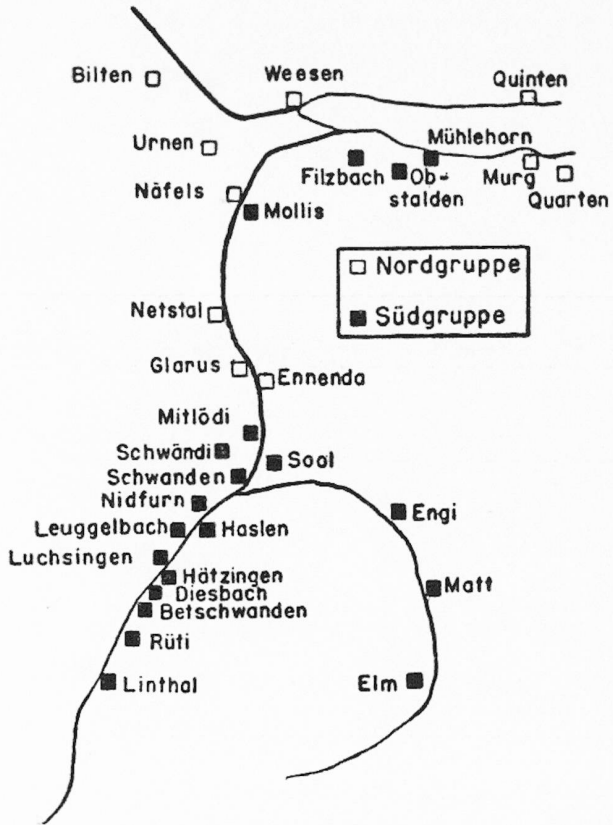 Bilten
Weesen
Quinten
Urnen
Mühlehorn
Filzbach
Ob-
stalden
Murg
Quarten
Näfels
Mollis
Nordgruppe
Südgruppe
Netstal
Glarus
Ennenda
Mitlödi
Schwändi
Sool
Schwanden
Nidfurn
Engi
Leuggelbach
Haslen
Luchsingen
Hätzingen
Matt
Diesbach
Betschwanden
Rüti
Linthal
Elm